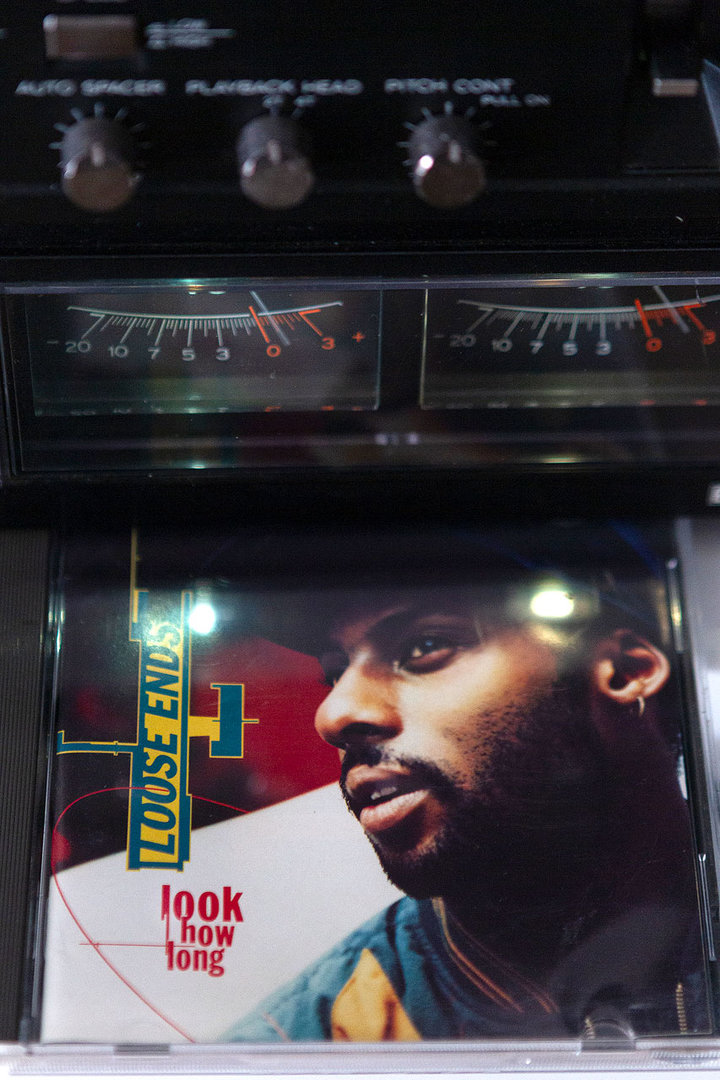 LOW
AUTO SPACER PLAYBACK HEAD PITCH CONT
PULL ON
- 20 10 7 5 3 0 3 +
- 20 10 7 5 3 0 3
LOOSE ENDS
look
how
long